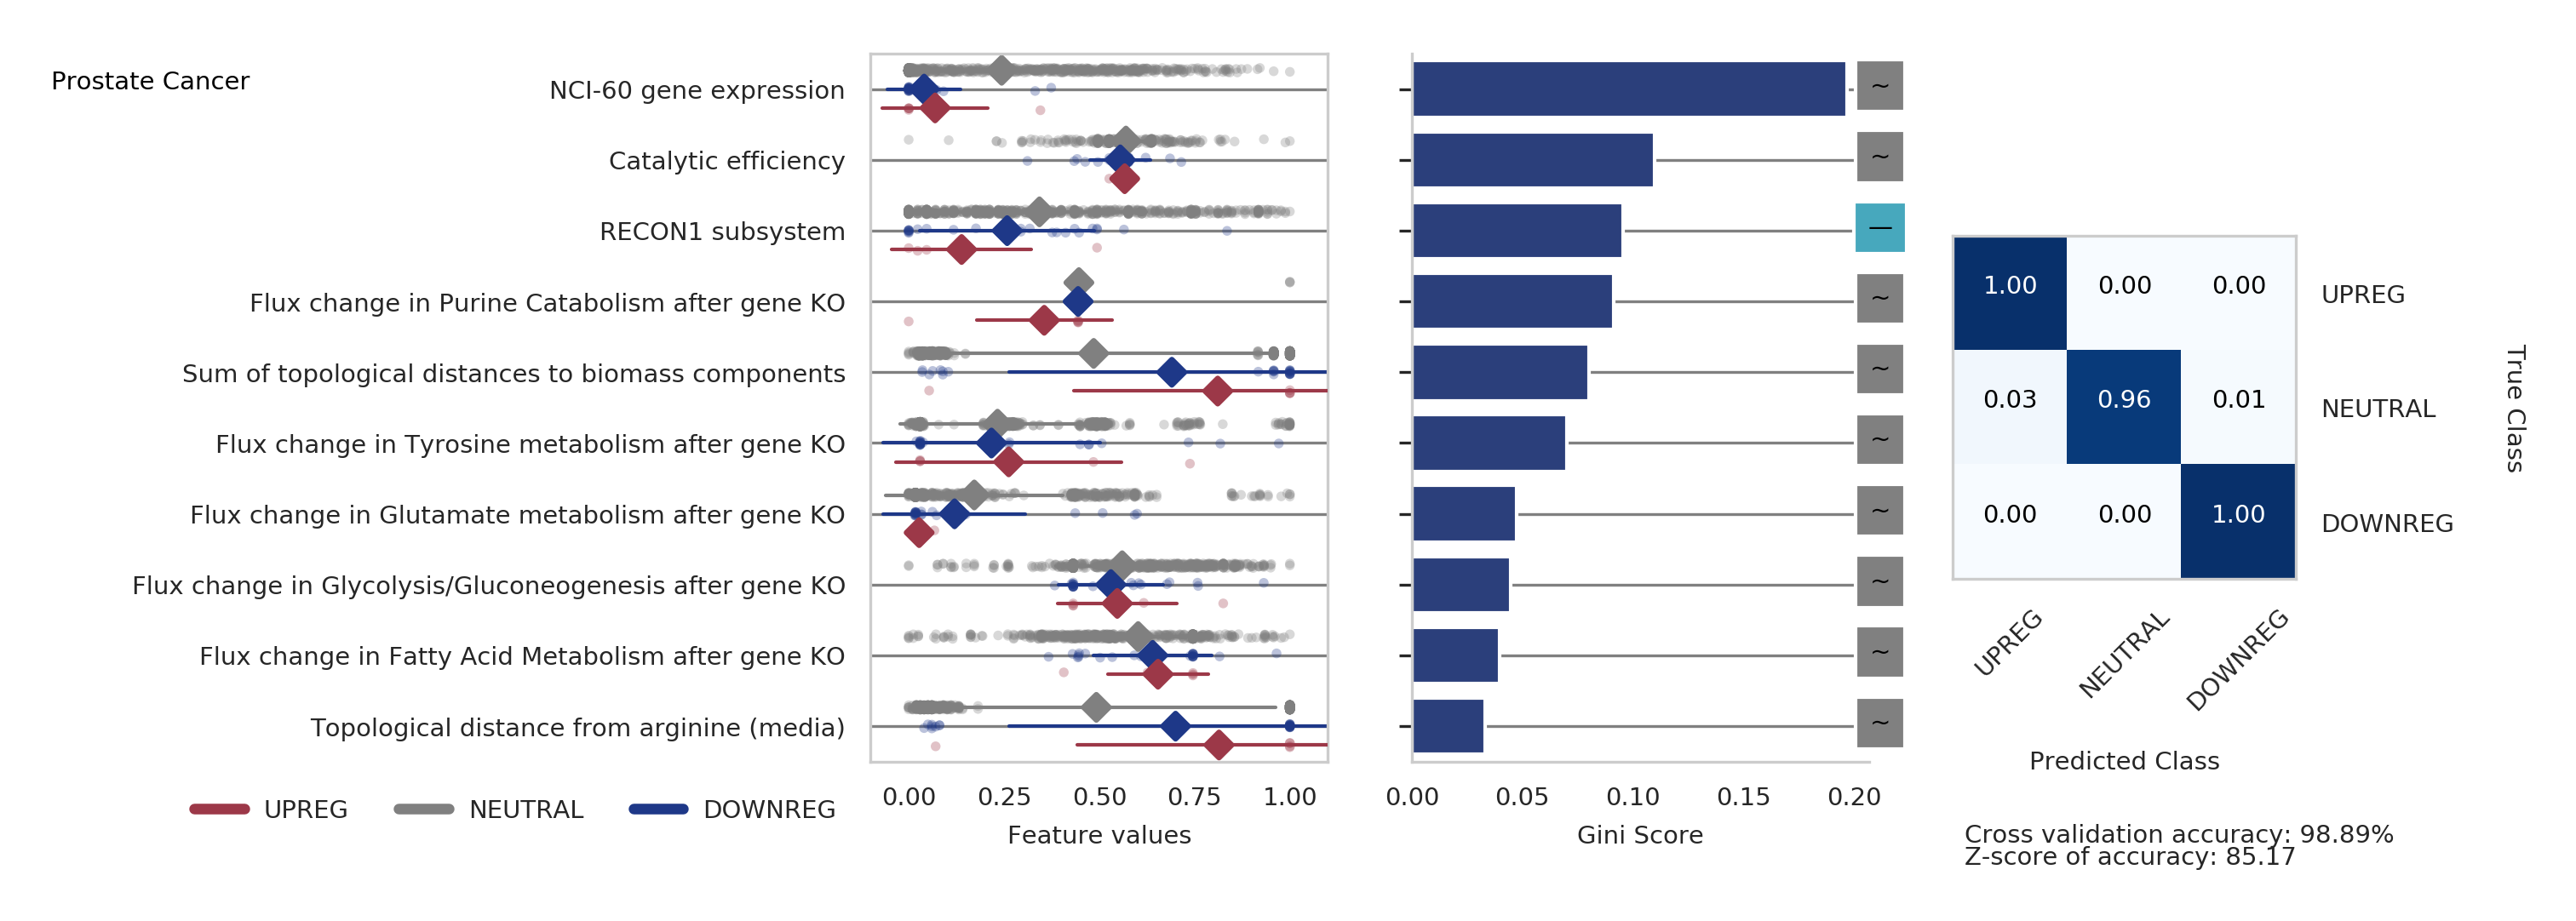 Prostate Cancer
NCI-60 gene expression
Catalytic efficiency
RECON1 subsystem
Flux change in Purine Catabolism after gene KO
Sum of topological distances to biomass components
Flux change in Tyrosine metabolism after gene KO
Flux change in Glutamate metabolism after gene KO
Flux change in Glycolysis/Gluconeogenesis after gene KO
Flux change in Fatty Acid Metabolism after gene KO
Topological distance from arginine (media)
UPREG NEUTRAL DOWNREG
0.00 0.25 0.50 0.75 1.00
Feature values
~
~
—
~
~
~
~
~
~
~
0.00 0.05 0.10 0.15 0.20
Gini Score
1.00 0.00 0.00 UPREG
0.03 0.96 0.01 NEUTRAL
0.00 0.00 1.00 DOWNREG
True Class
UPREG NEUTRAL DOWNREG
Predicted Class
Cross validation accuracy: 98.89%
Z-score of accuracy: 85.17